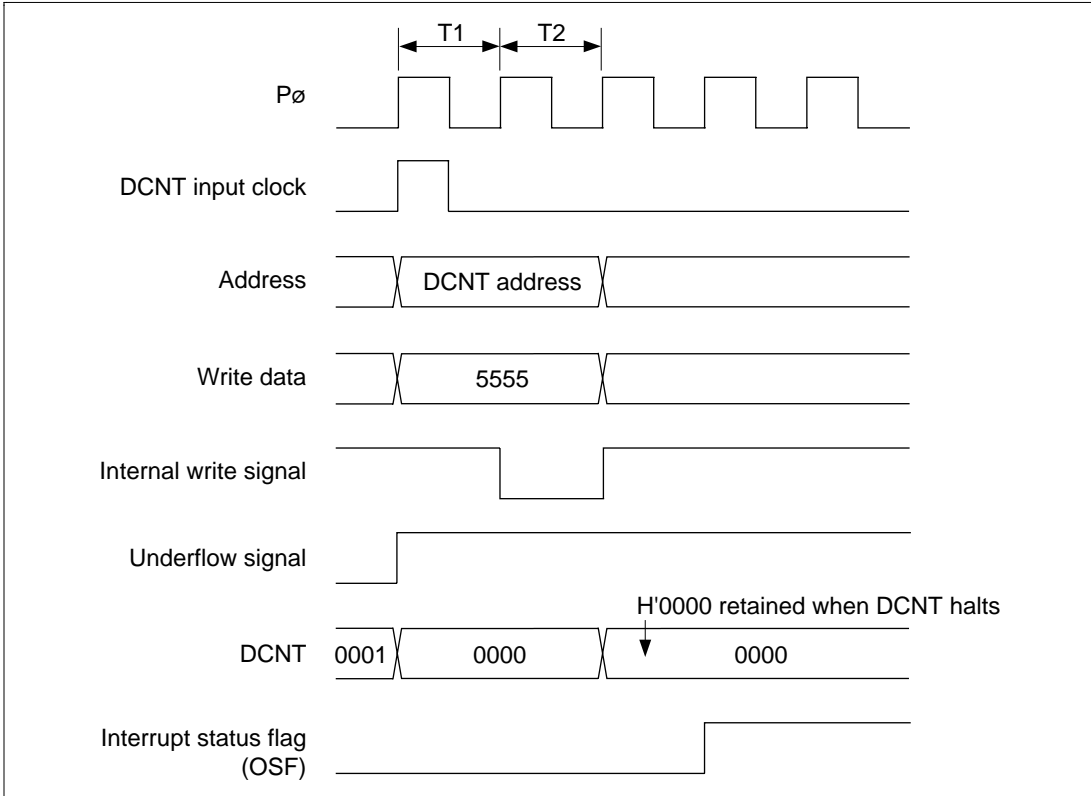 T1 T2
Pø
DCNT input clock
Address DCNT address
Write data 5555
Internal write signal
Underflow signal
H'0000 retained when DCNT halts
DCNT 0001 0000 0000
Interrupt status flag
(OSF)